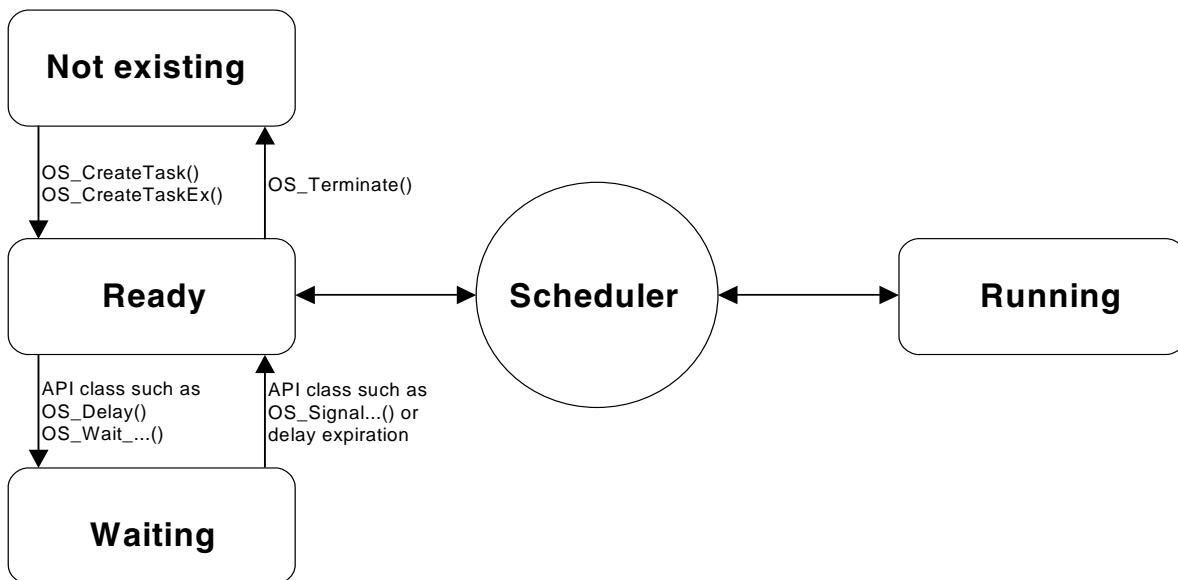 Not existing
OS_CreateTask()
OS_CreateTaskEx()
OS_Terminate()
Ready
Scheduler
Running
API class such as
OS_Delay()
OS_Wait_...()
API class such as
OS_Signal...() or
delay expiration
Waiting